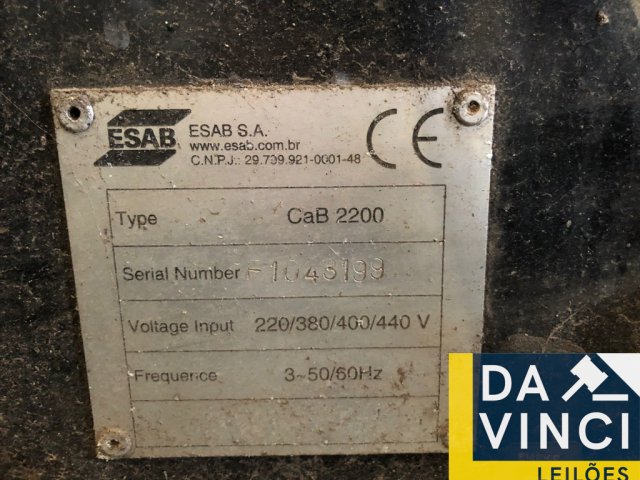 ESAB
ESAB S.A.
www.esab.com.br
C.N.P.J.: 29.799.921-0001-48
CE
Type CaB 2200
Serial Number F1043199
Voltage Input 220/380/400/440 V
Frequence 3~50/60Hz
DA
VINCI
LEILÕES